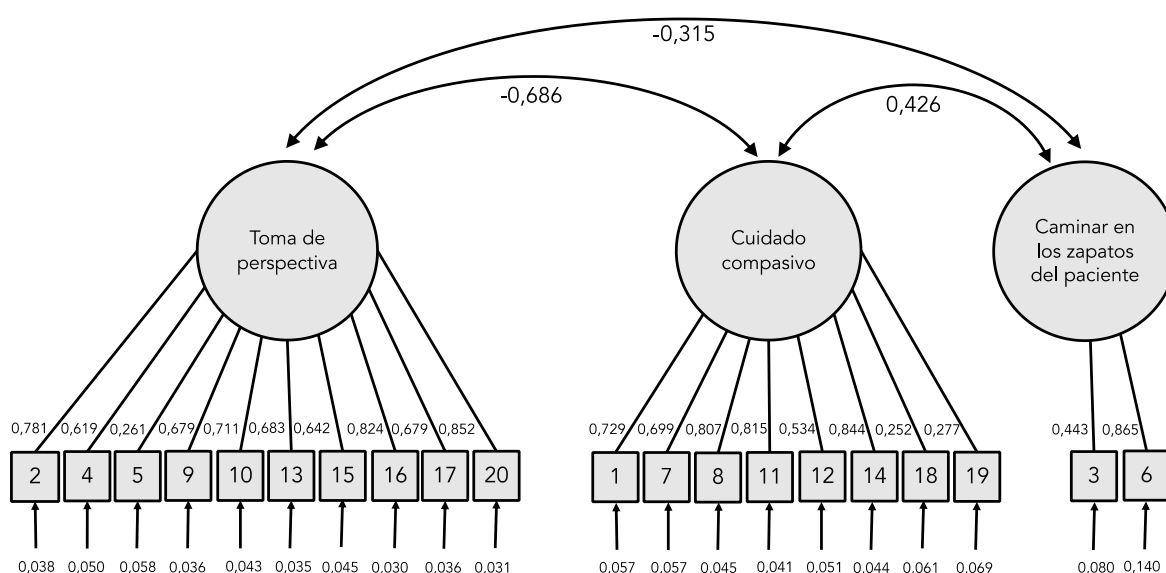 -0,315
-0,686
0,426
Toma de
perspectiva
Cuidado
compasivo
Caminar en
los zapatos
del paciente
0,781 0,619 0,261 0,679 0,711 0,683 0,642 0,824 0,679 0,852
0,729 0,699 0,807 0,815 0,534 0,844 0,252 0,277
0,443 0,865
2 4 5 9 10 13 15 16 17 20
1 7 8 11 12 14 18 19
3 6
0,038 0,050 0,058 0,036 0,043 0,035 0,045 0,030 0,036 0,031
0,057 0,057 0,045 0,041 0,051 0,044 0,061 0,069
0,080 0,140